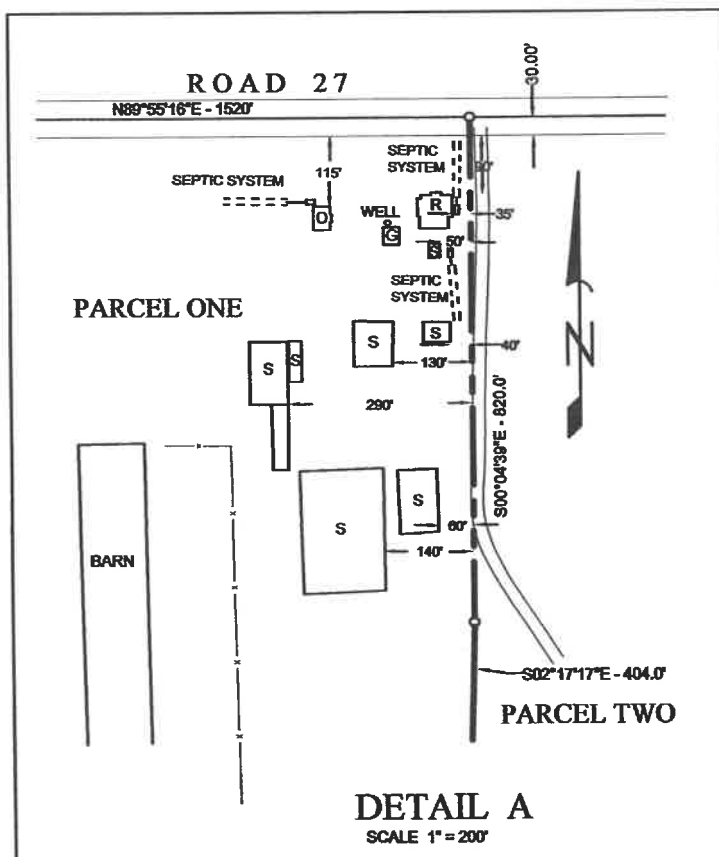 ROAD 27
30.00'
N89°55'16"E - 1520'
SEPTIC
SYSTEM
90'
115'
SEPTIC SYSTEM
O
WELL
R
35'
G
50'
S
SEPTIC
SYSTEM
PARCEL ONE
N
S
S
40'
S
S
130'
290'
S00°04'39"E - 820.0'
S
S
60'
140'
BARN
S02°17'17"E - 404.0'
PARCEL TWO
DETAIL A
SCALE 1" = 200'